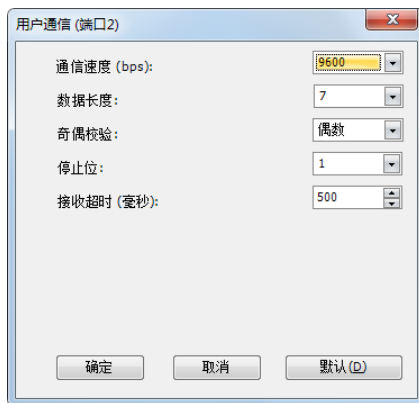 用户通信 (端口2)
通信速度 (bps): 9600
数据长度: 7
奇偶校验: 偶数
停止位: 1
接收超时 (毫秒): 500
确定 取消 默认(D)